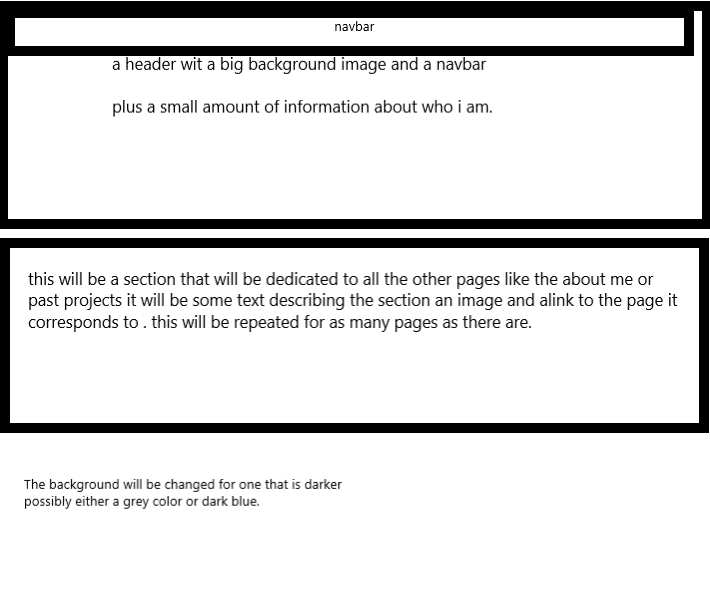 navbar
a header wit a big background image and a navbar
plus a small amount of information about who i am.
this will be a section that will be dedicated to all the other pages like the about me or
past projects it will be some text describing the section an image and alink to the page it
corresponds to . this will be repeated for as many pages as there are.
The background will be changed for one that is darker
possibly either a grey color or dark blue.